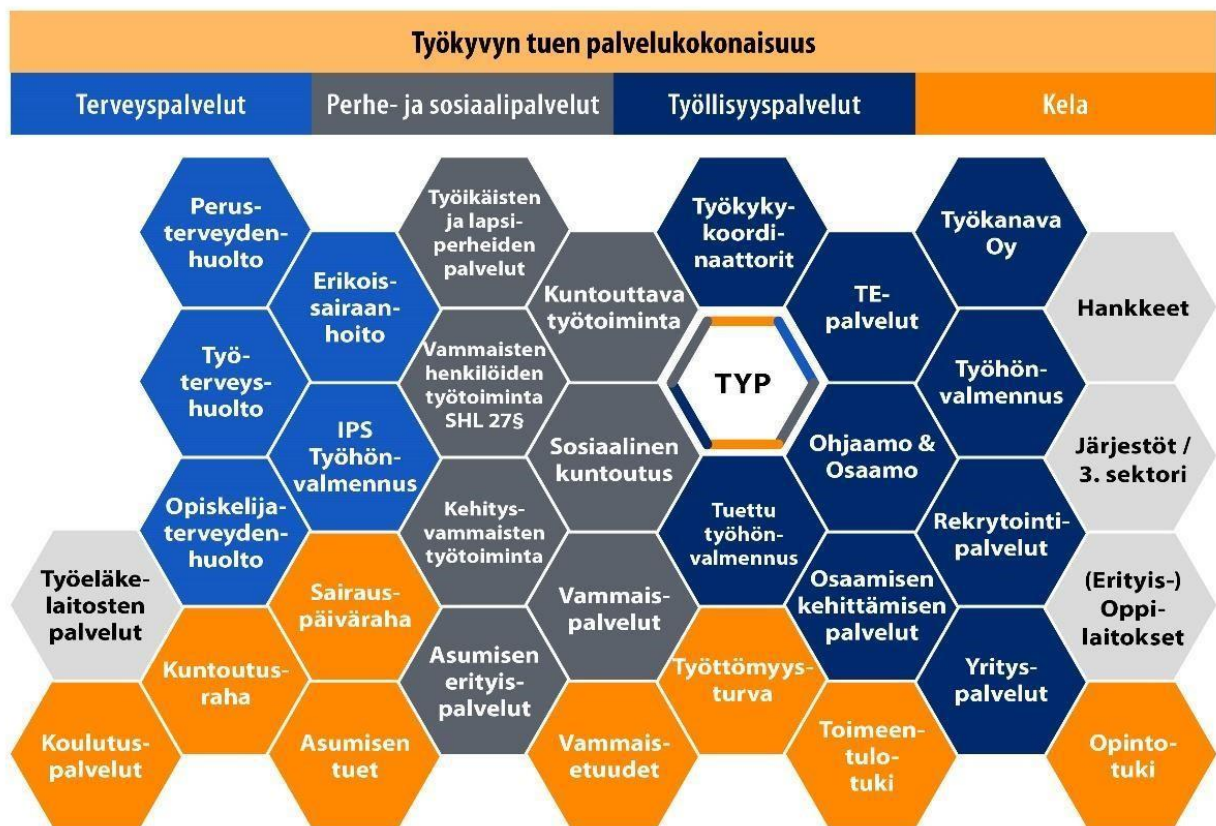 Työkyvyn tuen palvelukokonaisuus
Terveyspalvelut
Perhe- ja sosiaalipalvelut
Työllisyyspalvelut
Kela
Perus-
terveyden-
huolto
Työikäisten
ja lapsi-
perheiden
palvelut
Työkyky-
koordi-
naattorit
Työkanava
Oy
Erikois-
sairaan-
hoito
Kuntouttava
työtoiminta
TE-
palvelut
Hankkeet
Työ-
terveys-
huolto
Vammaisten
henkilöiden
työtoiminta
SHL 27§
TYP
Työhön-
valmennus
IPS
Työhön-
valmennus
Sosiaalinen
kuntoutus
Ohjaamo &
Osaamo
Järjestöt /
3. sektori
Opiskelija-
terveyden-
huolto
Kehitys-
vammaisten
työtoiminta
Tuettu
työhön-
valmennus
Rekrytointi-
palvelut
Työeläke-
laitosten
palvelut
Sairaus-
päiväraha
Vammais-
palvelut
Osaamisen
kehittämisen
palvelut
(Erityis-)
Oppi-
laitokset
Kuntoutus-
raha
Asumisen
erityis-
palvelut
Työttömyys-
turva
Yritys-
palvelut
Koulutus-
palvelut
Asumisen
tuet
Vammais-
etuudet
Toimeen-
tulo-
tuki
Opinto-
tuki